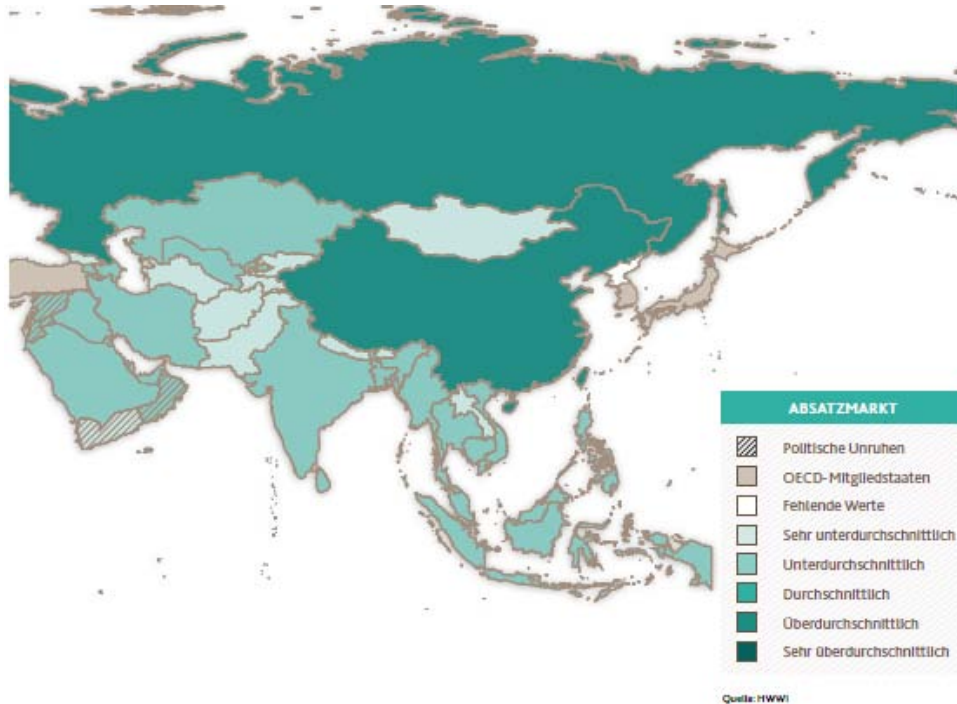 ABSATZMARKT
Politische Unruhen
OECD-Mitgliedstaaten
Fehlende Werte
Sehr unterdurchschnittlich
Unterdurchschnittlich
Durchschnittlich
Überdurchschnittlich
Sehr überdurchschnittlich
Quelle: HWWI